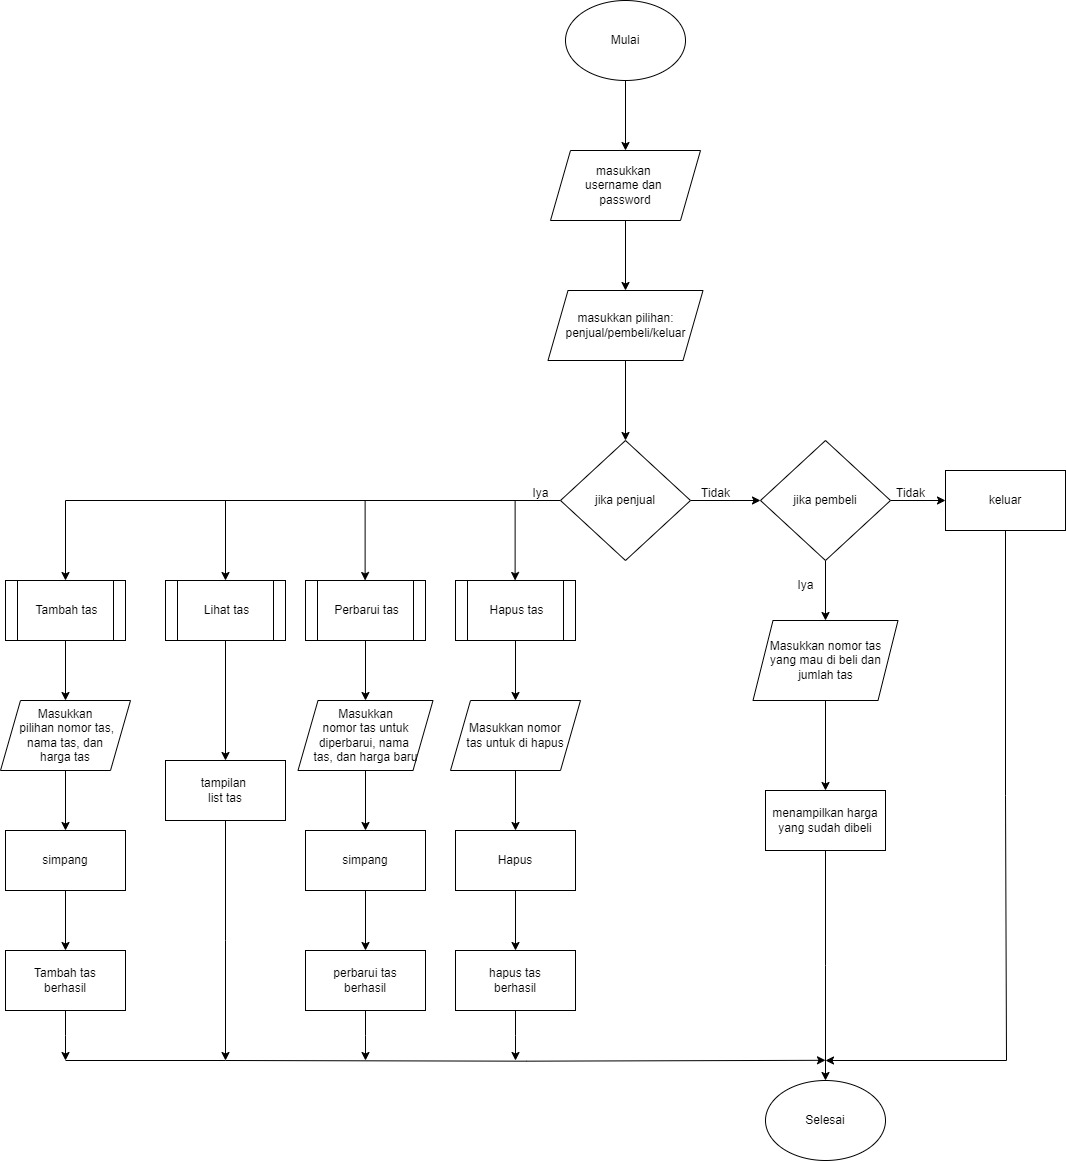 Mulai
masukkan
username dan
password
masukkan pilihan:
penjual/pembeli/keluar
Iya
jika penjual
Tidak
jika pembeli
Tidak
keluar
Iya
Tambah tas
Lihat tas
Perbarui tas
Hapus tas
Masukkan nomor tas
yang mau di beli dan
jumlah tas
Masukkan
pilihan nomor tas,
nama tas, dan
harga tas
Masukkan
nomor tas untuk
diperbarui, nama
tas, dan harga baru
Masukkan nomor
tas untuk di hapus
tampilan
list tas
menampilkan harga
yang sudah dibeli
simpang
simpang
Hapus
Tambah tas
berhasil
perbarui tas
berhasil
hapus tas
berhasil
Selesai